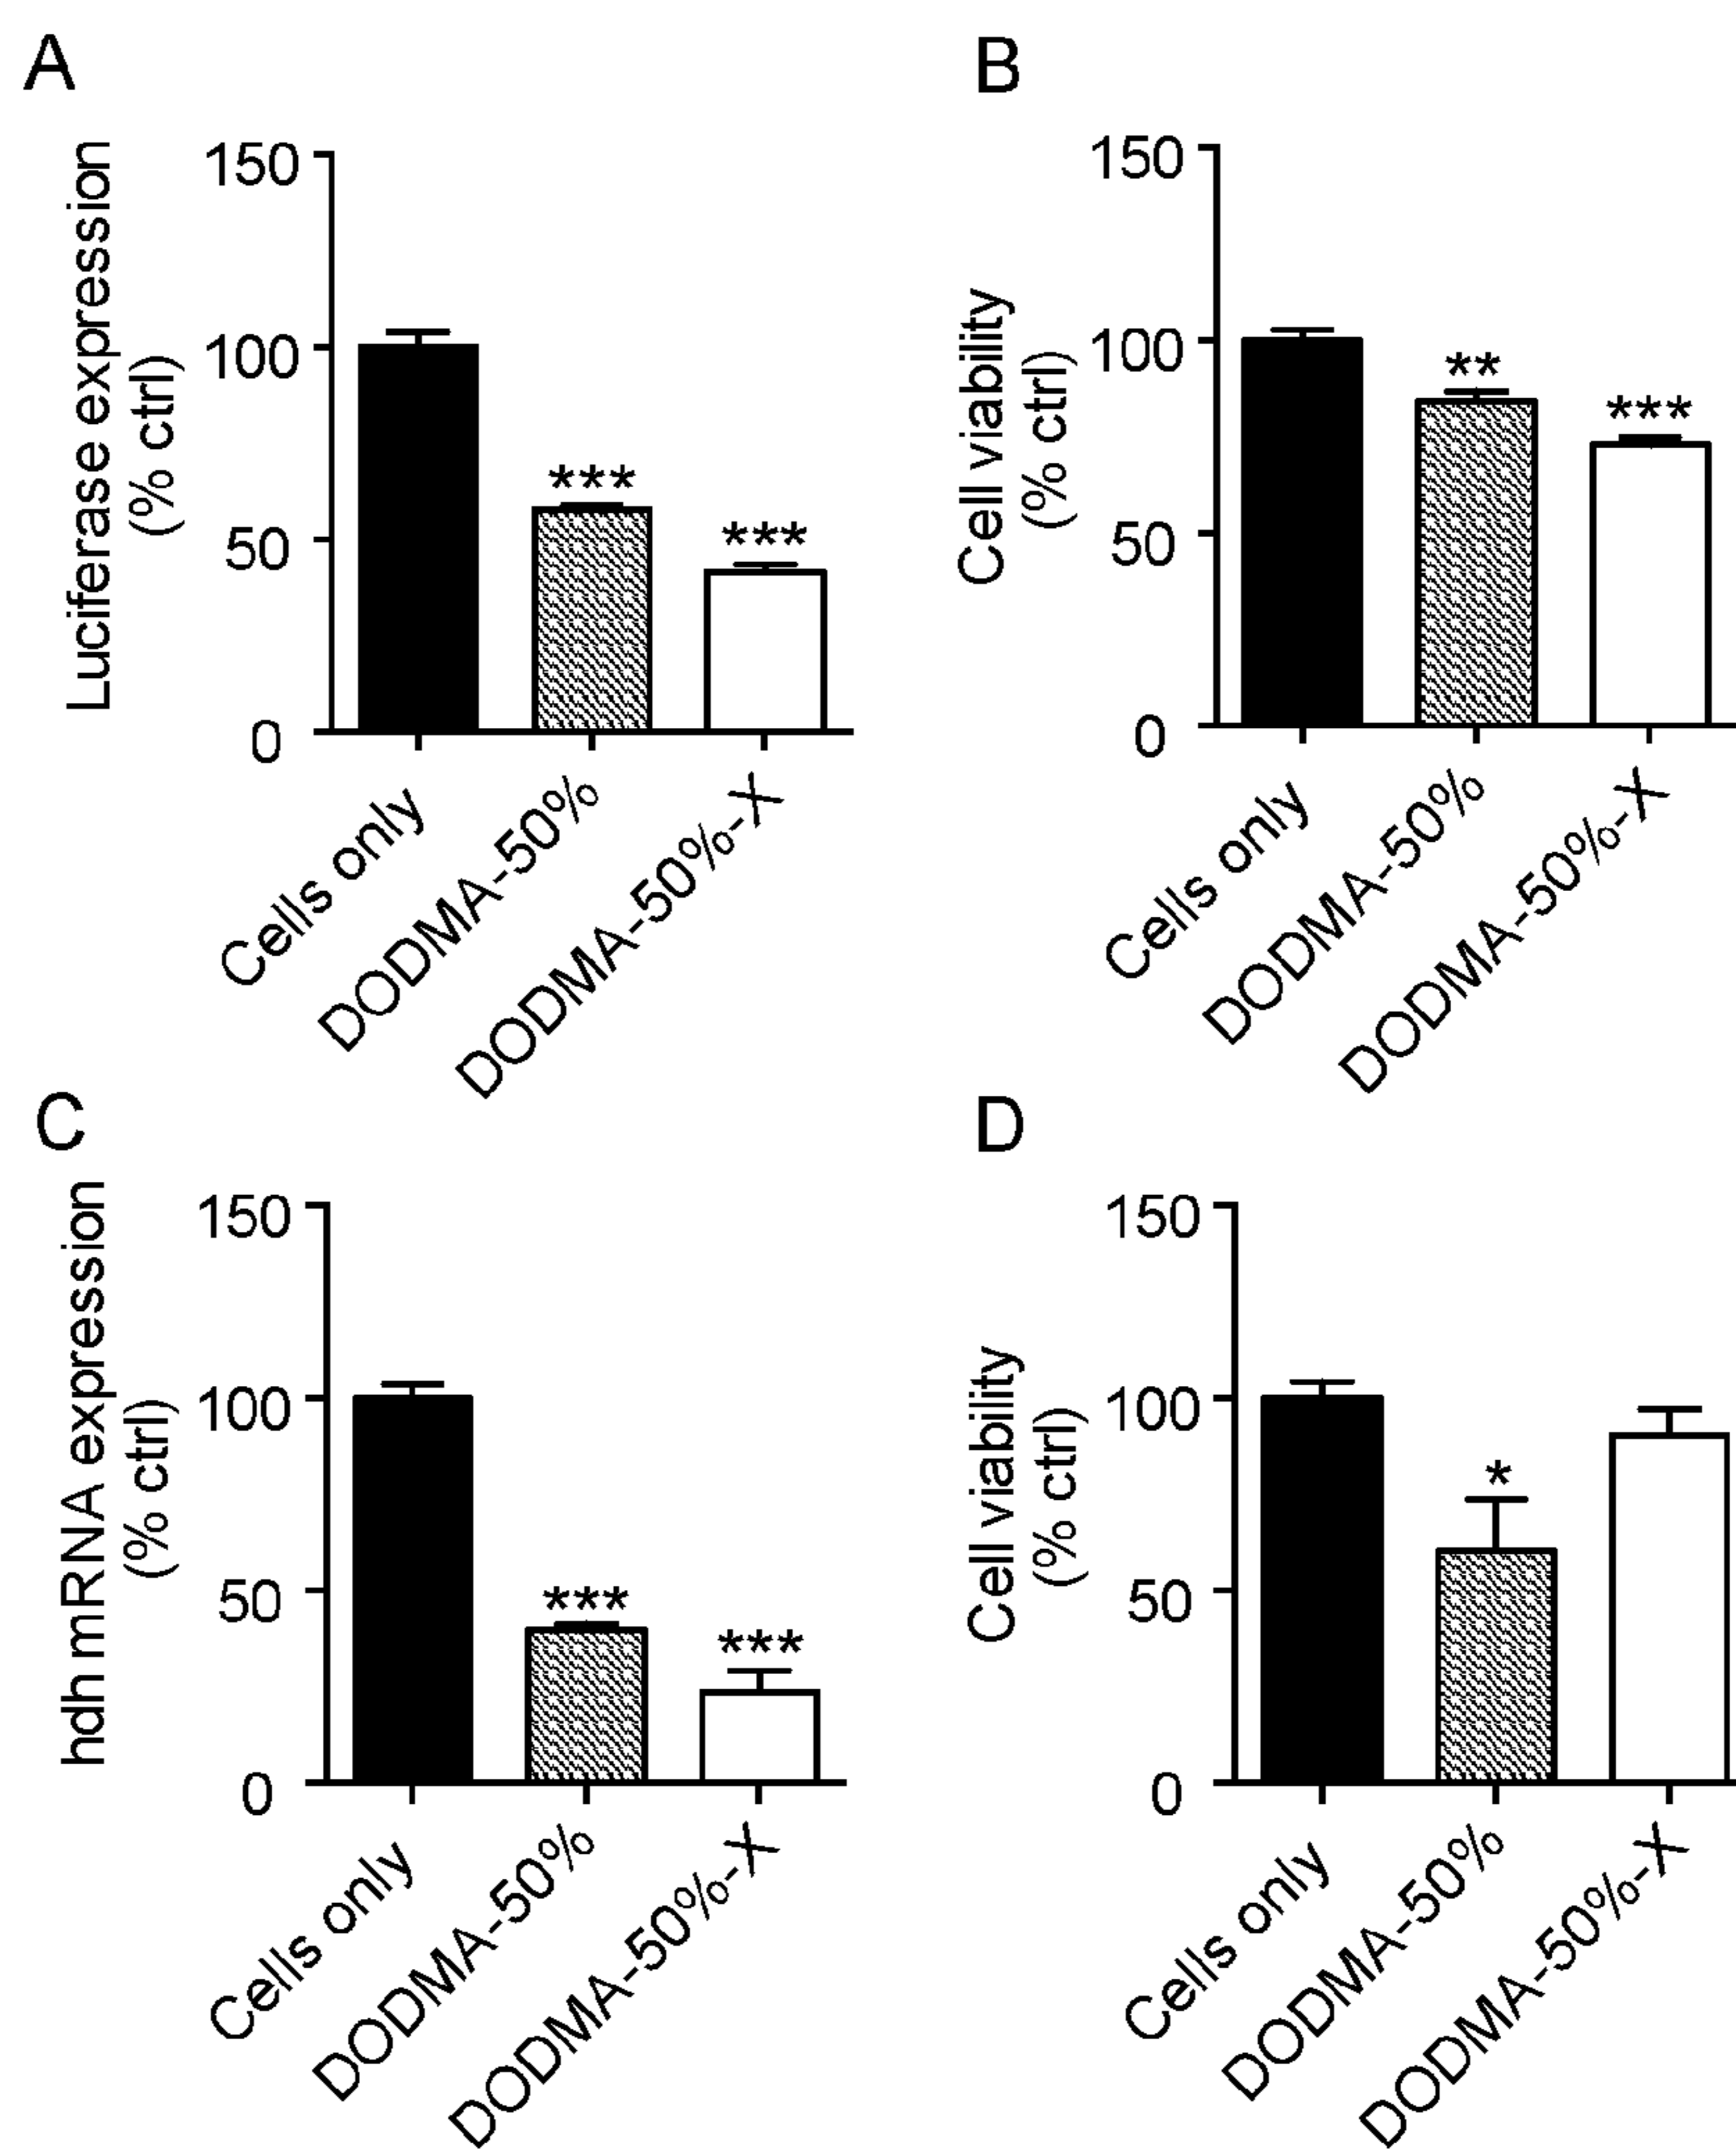 A
Luciferase expression
(% ctrl)
150
100
50
0
***
***
Cells only
DODMA-50%
DODMA-50%-X
B
Cell viability
(% ctrl)
150
100
50
0
**
***
Cells only
DODMA-50%
DODMA-50%-X
C
hdh mRNA expression
(% ctrl)
150
100
50
0
***
***
Cells only
DODMA-50%
DODMA-50%-X
D
Cell viability
(% ctrl)
150
100
50
0
*
Cells only
DODMA-50%
DODMA-50%-X